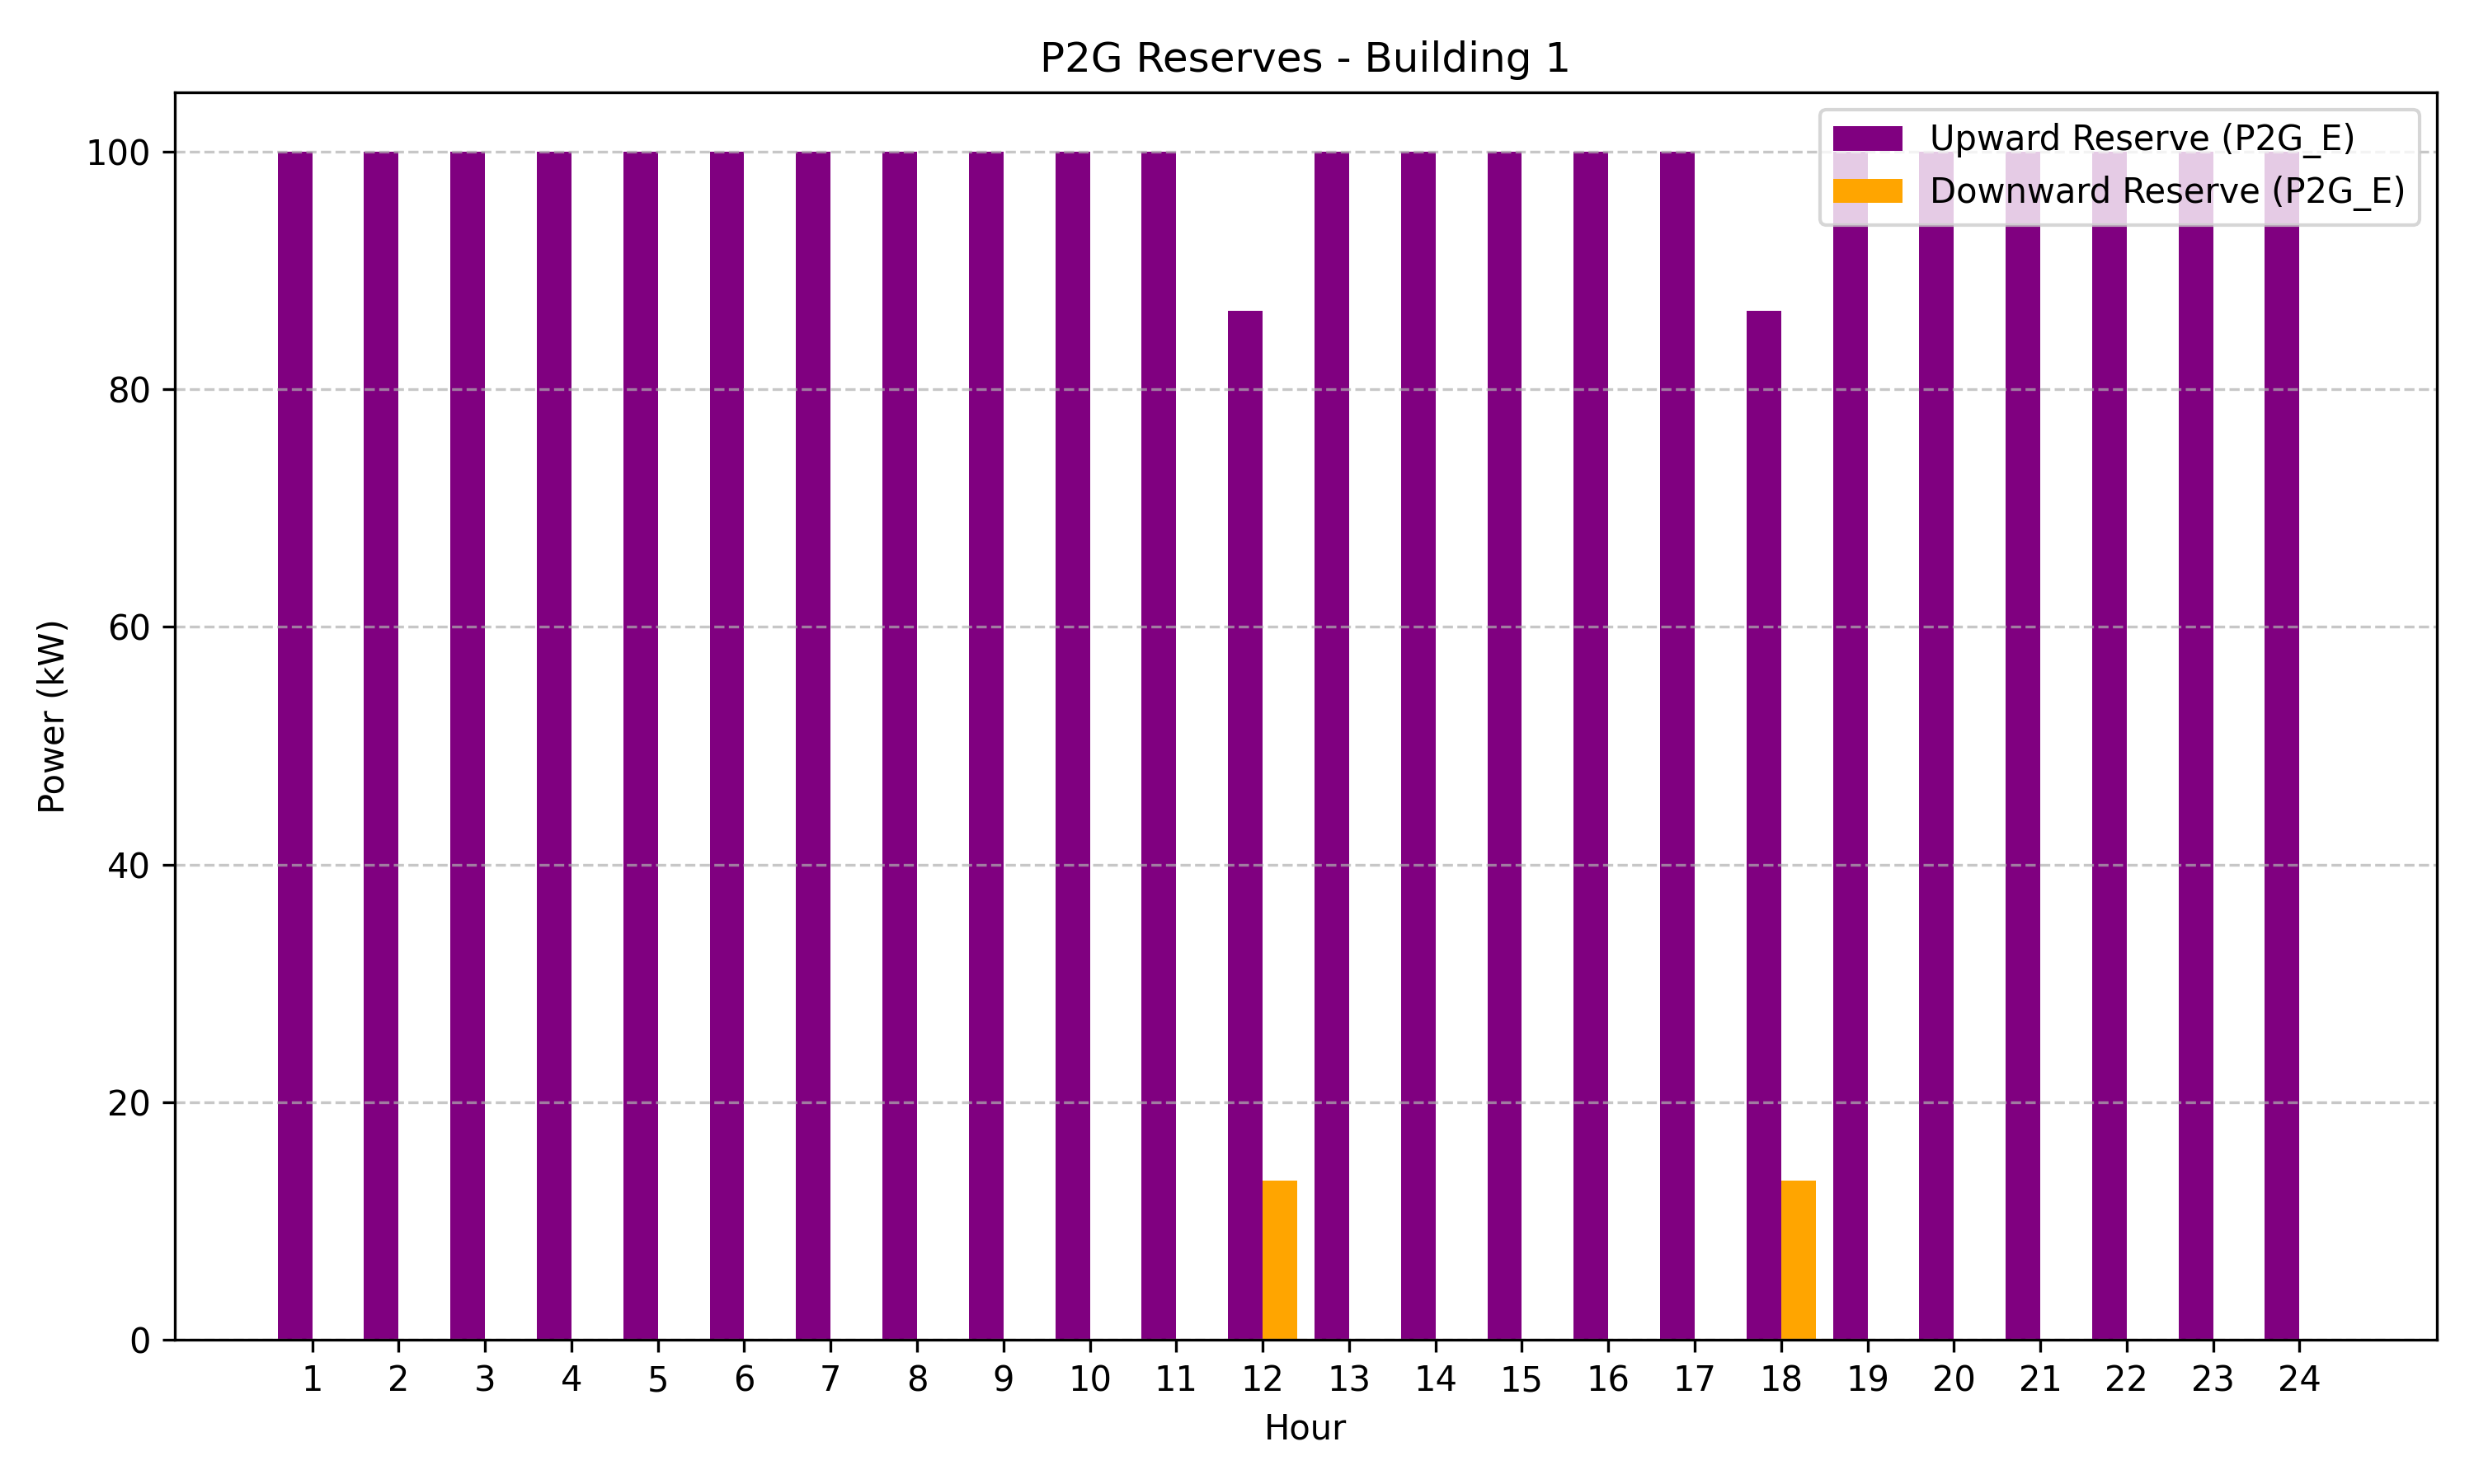 P2G Reserves - Building 1
Upward Reserve (P2G_E)
Downward Reserve (P2G_E)
100
80
60
40
20
0
Power (kW)
1 2 3 4 5 6 7 8 9 10 11 12 13 14 15 16 17 18 19 20 21 22 23 24
Hour